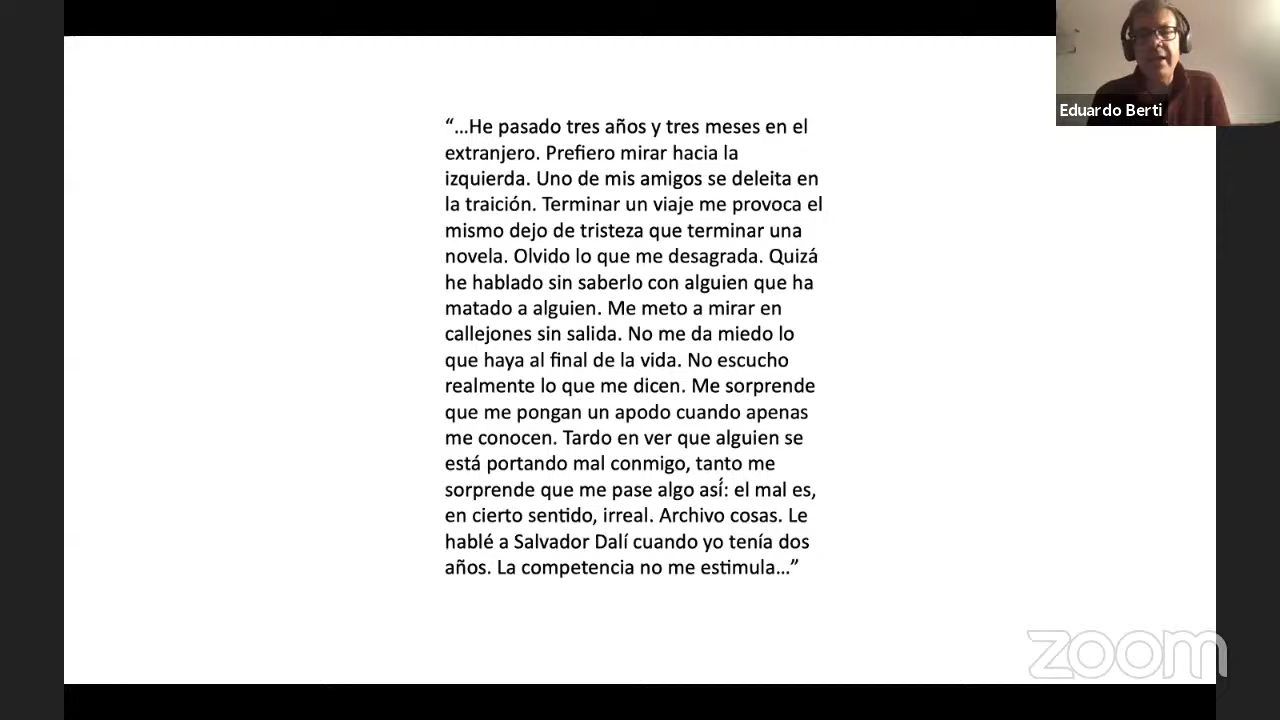 “...He pasado tres años y tres meses en el
extranjero. Prefiero mirar hacia la
izquierda. Uno de mis amigos se deleita en
la traición. Terminar un viaje me provoca el
mismo dejo de tristeza que terminar una
novela. Olvido lo que me desagrada. Quizá
he hablado sin saberlo con alguien que ha
matado a alguien. Me meto a mirar en
callejones sin salida. No me da miedo lo
que haya al final de la vida. No escucho
realmente lo que me dicen. Me sorprende
que me pongan un apodo cuando apenas
me conocen. Tardo en ver que alguien se
está portando mal conmigo, tanto me
sorprende que me pase algo así́: el mal es,
en cierto sentido, irreal. Archivo cosas. Le
hablé a Salvador Dalí cuando yo tenía dos
años. La competencia no me estimula...”
Eduardo Berti
zoom